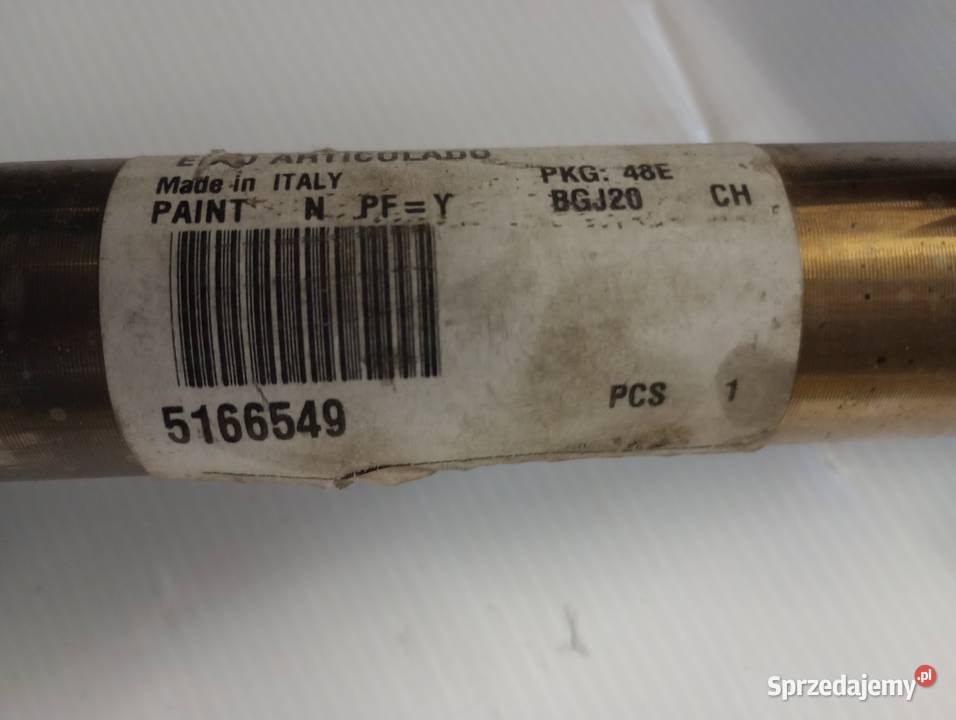 ARTICULADO
Made in ITALY
PKG: 48E
PAINT N PF=Y
BGJ20 CH
5166549
PCS 1
Sprzedajemy.pl